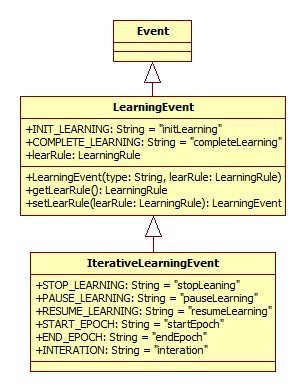 Event
LearningEvent
+INIT_LEARNING: String = "initLearning"
+COMPLETE_LEARNING: String = "completeLearning"
+learRule: LearningRule
+LearningEvent(type: String, learRule: LearningRule)
+getLearRule(): LearningRule
+setLearRule(learRule: LearningRule): LearningEvent
IterativeLearningEvent
+STOP_LEARNING: String = "stopLeaning"
+PAUSE_LEARNING: String = "pauseLearning"
+RESUME_LEARNING: String = "resumeLearning"
+START_EPOCH: String = "startEpoch"
+END_EPOCH: String = "endEpoch"
+INTERATION: String = "interation"